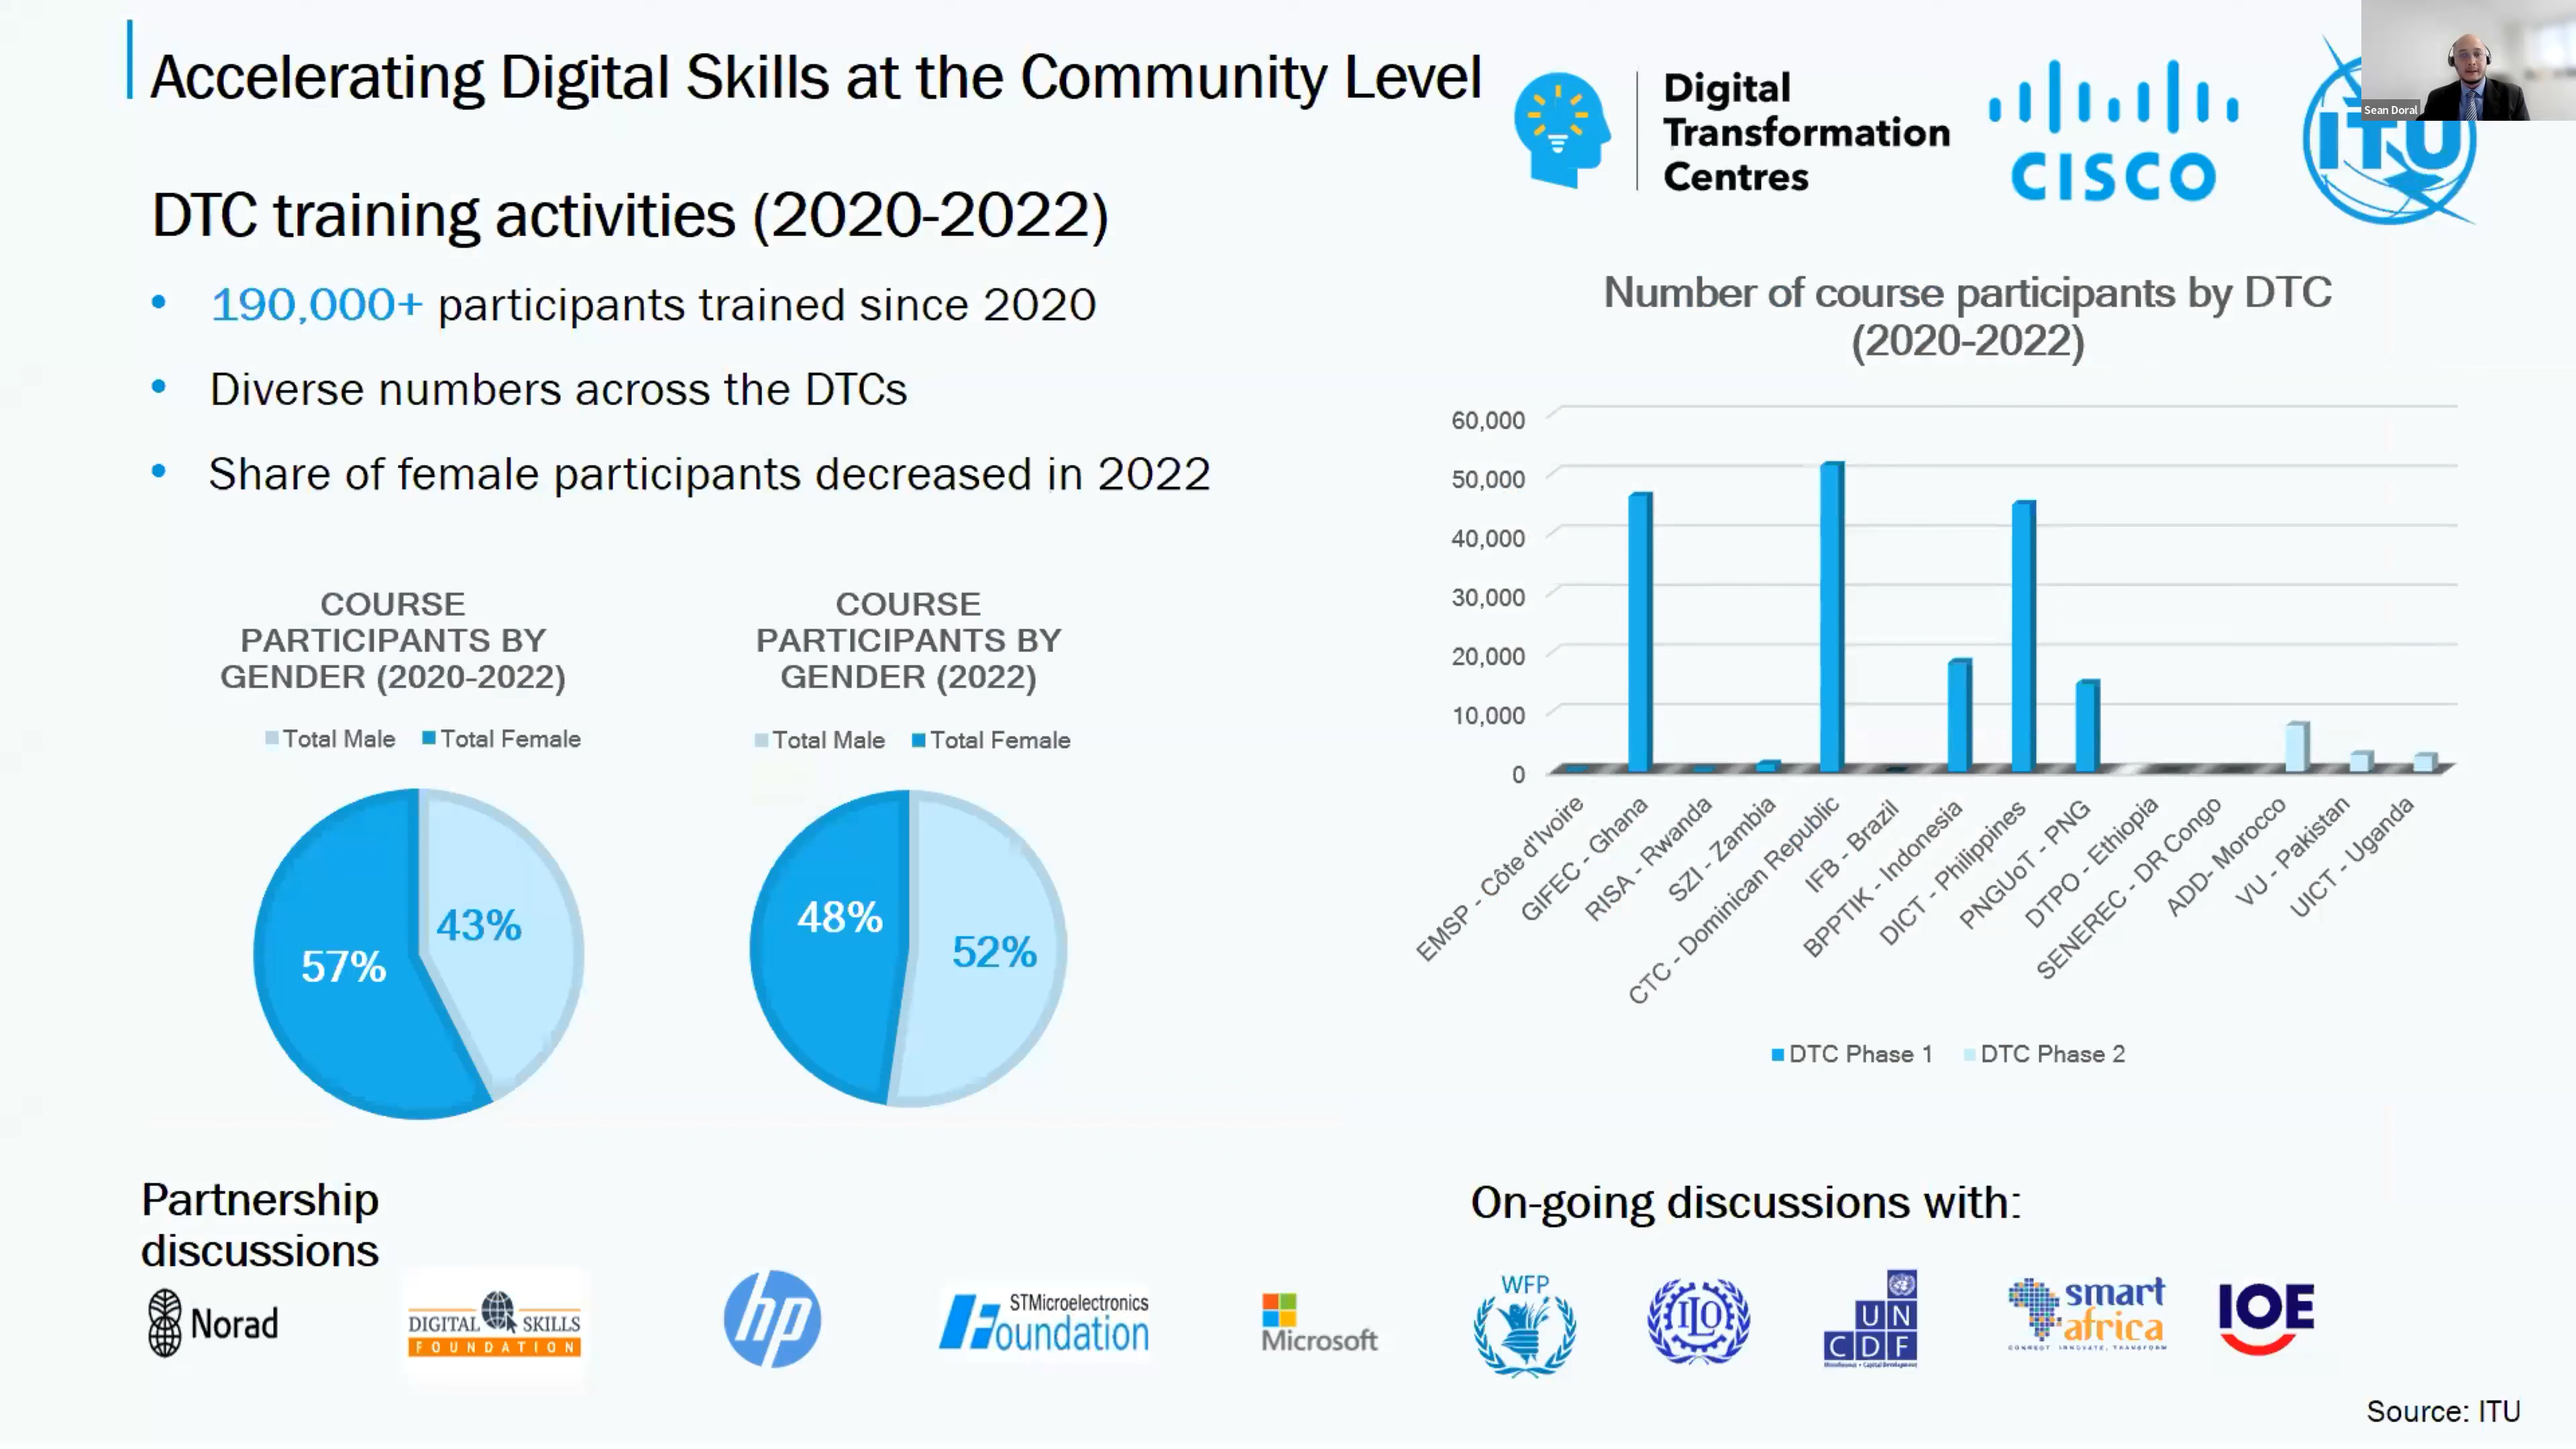 Accelerating Digital Skills at the Community Level
Digital
Transformation
Centres
CISCO
ITU
Sean Doral
DTC training activities (2020-2022)
• 190,000+ participants trained since 2020
• Diverse numbers across the DTCs
• Share of female participants decreased in 2022
COURSE
PARTICIPANTS BY
GENDER (2020-2022)
Total Male Total Female
43%
57%
COURSE
PARTICIPANTS BY
GENDER (2022)
Total Male Total Female
48%
52%
Number of course participants by DTC
(2020-2022)
60,000
50,000
40,000
30,000
20,000
10,000
0
EMSP - Côte d'Ivoire
GIFEC - Ghana
RISA - Rwanda
SZI - Zambia
CTC - Dominican Republic
IFB - Brazil
BPPTIK - Indonesia
DICT - Philippines
PNGUoT - PNG
DTPO - Ethiopia
SENEREC - DR Congo
ADD- Morocco
VU - Pakistan
UICT - Uganda
DTC Phase 1 DTC Phase 2
Partnership
discussions
Norad
DIGITAL SKILLS
FOUNDATION
hp
STMicroelectronics
Foundation
Microsoft
On-going discussions with:
WFP
ILO
UN
CDF
smart
africa
CONNECT INNOVATE, TRANSFORM
IOE
Source: ITU